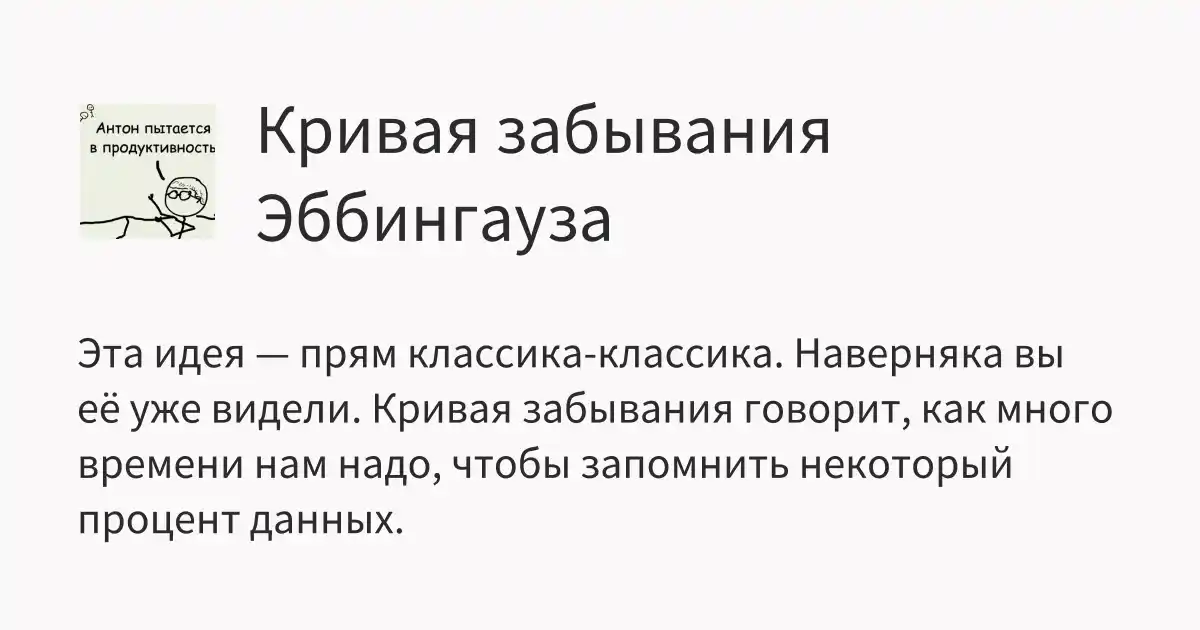 Антон пытается
в продуктивность
Кривая забывания
Эббингауза
Эта идея — прям классика-классика. Наверняка вы
её уже видели. Кривая забывания говорит, как много
времени нам надо, чтобы запомнить некоторый
процент данных.